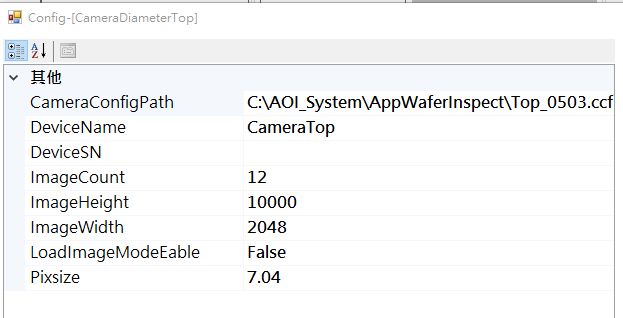 Config-[CameraDiameterTop]
A
Z
其他
CameraConfigPath C:\AOI_System\AppWaferInspect\Top_0503.ccf
DeviceName CameraTop
DeviceSN
ImageCount 12
ImageHeight 10000
ImageWidth 2048
LoadImageModeEable False
Pixsize 7.04